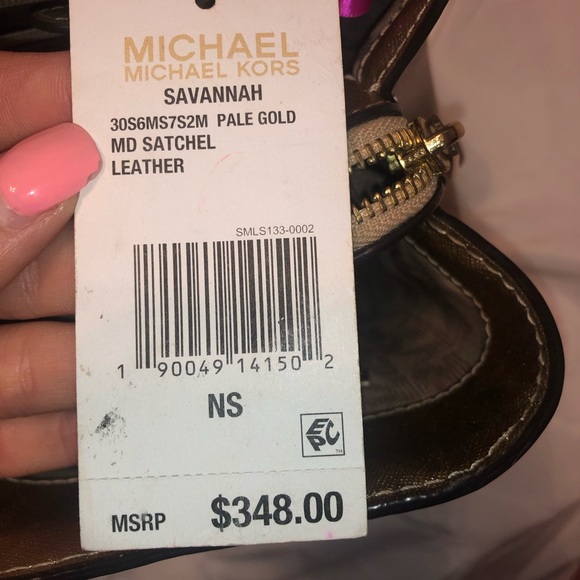 MICHAEL
MICHAEL KORS
SAVANNAH
30S6MS7S2M PALE GOLD
MD SATCHEL
LEATHER
SMLS133-0002
1 90049 14150 2
NS
EPC
TM
MSRP $348.00